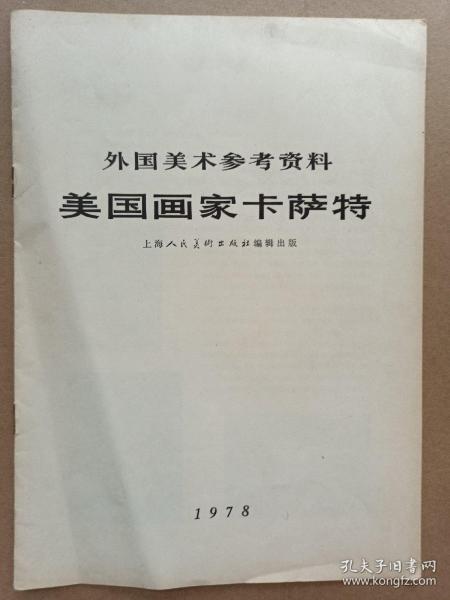 外国美术参考资料
美国画家卡萨特
上海人民美術出版社编辑出版
1978
孔夫子旧书网
www.kongfz.com